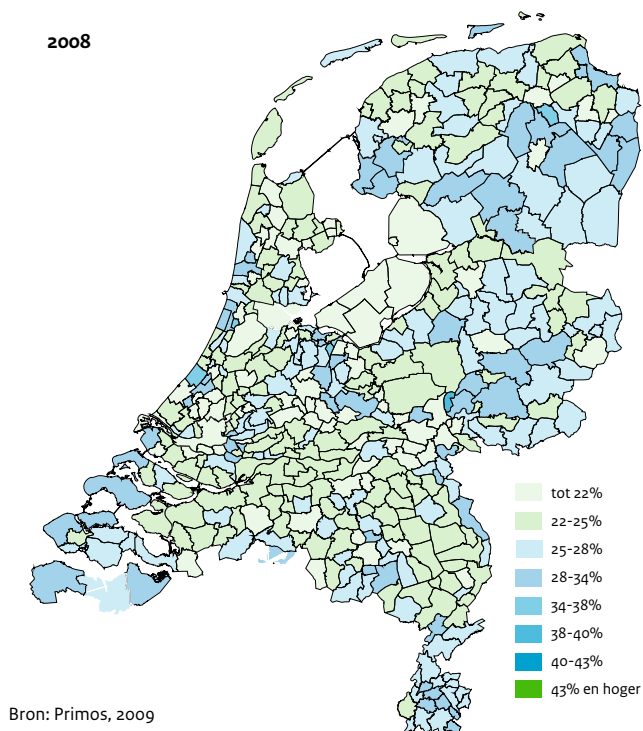 2008
tot 22%
22-25%
25-28%
28-34%
34-38%
38-40%
40-43%
43% en hoger
Bron: Primos, 2009